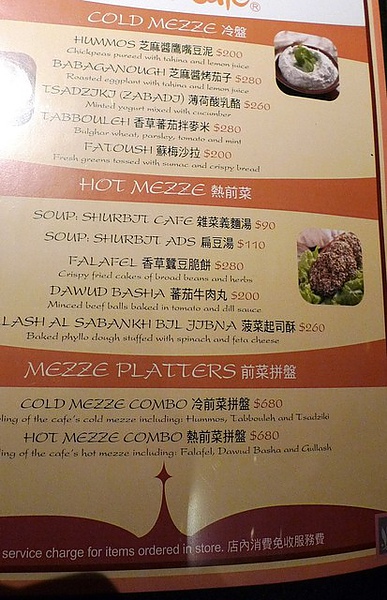 COLD MEZZE 冷盤
HUMMOS 芝麻醬鷹嘴豆泥 $200
Chickpeas pureed with tahina and lemon juice
BABAGANOUGH 芝麻醬烤茄子 $280
Roasted eggplant with tahina and lemon juice
TSADZIKI (ZABADI) 薄荷酸乳酪 $260
Minted yogurt mixed with cucumber
TABBOULEH 香草蕃茄拌麥米 $280
Bulghar wheat, parsley, tomato and mint
FATOUSH 蘇梅沙拉 $200
Fresh greens tossed with sumac and crispy bread
HOT MEZZE 熱前菜
SOUP: SHURBIT CAFE 雜菜義麵湯 $90
SOUP: SHURBIT ADS 扁豆湯 $110
FALAFEL 香草蠶豆脆餅 $280
Crispy fried cakes of broad beans and herbs
DAWUD BASHA 蕃茄牛肉丸 $200
Minced beef balls baked in tomato and dill sauce
LASH AL SABANKH BIL JIBNA 菠菜起司酥 $260
Baked phyllo dough stuffed with spinach and feta cheese
MEZZE PLATTERS 前菜拼盤
COLD MEZZE COMBO 冷前菜拼盤 $680
ling of the cafe's cold mezze including: Hummos, Tabbouleh and Tsadziki
HOT MEZZE COMBO 熱前菜拼盤 $680
ing of the cafe's hot mezze including: Falafel, Dawud Basha and Gullash
service charge for items ordered in store. 店內消費免收服務費